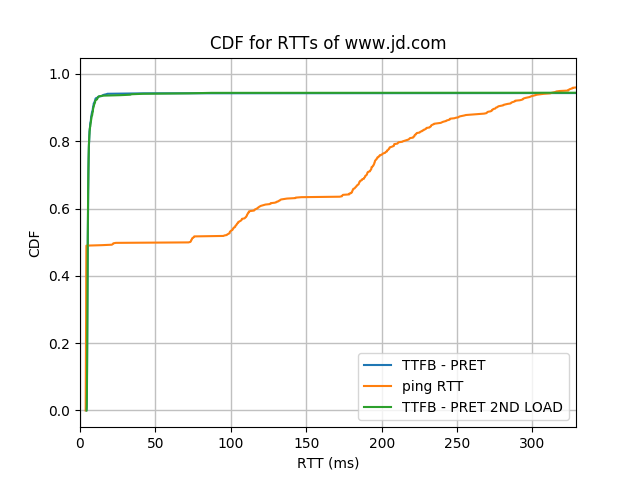 CDF for RTTs of www.jd.com
1.0
0.8
0.6
0.4
0.2
0.0
CDF
TTFB - PRET
ping RTT
TTFB - PRET 2ND LOAD
0 50 100 150 200 250 300
RTT (ms)